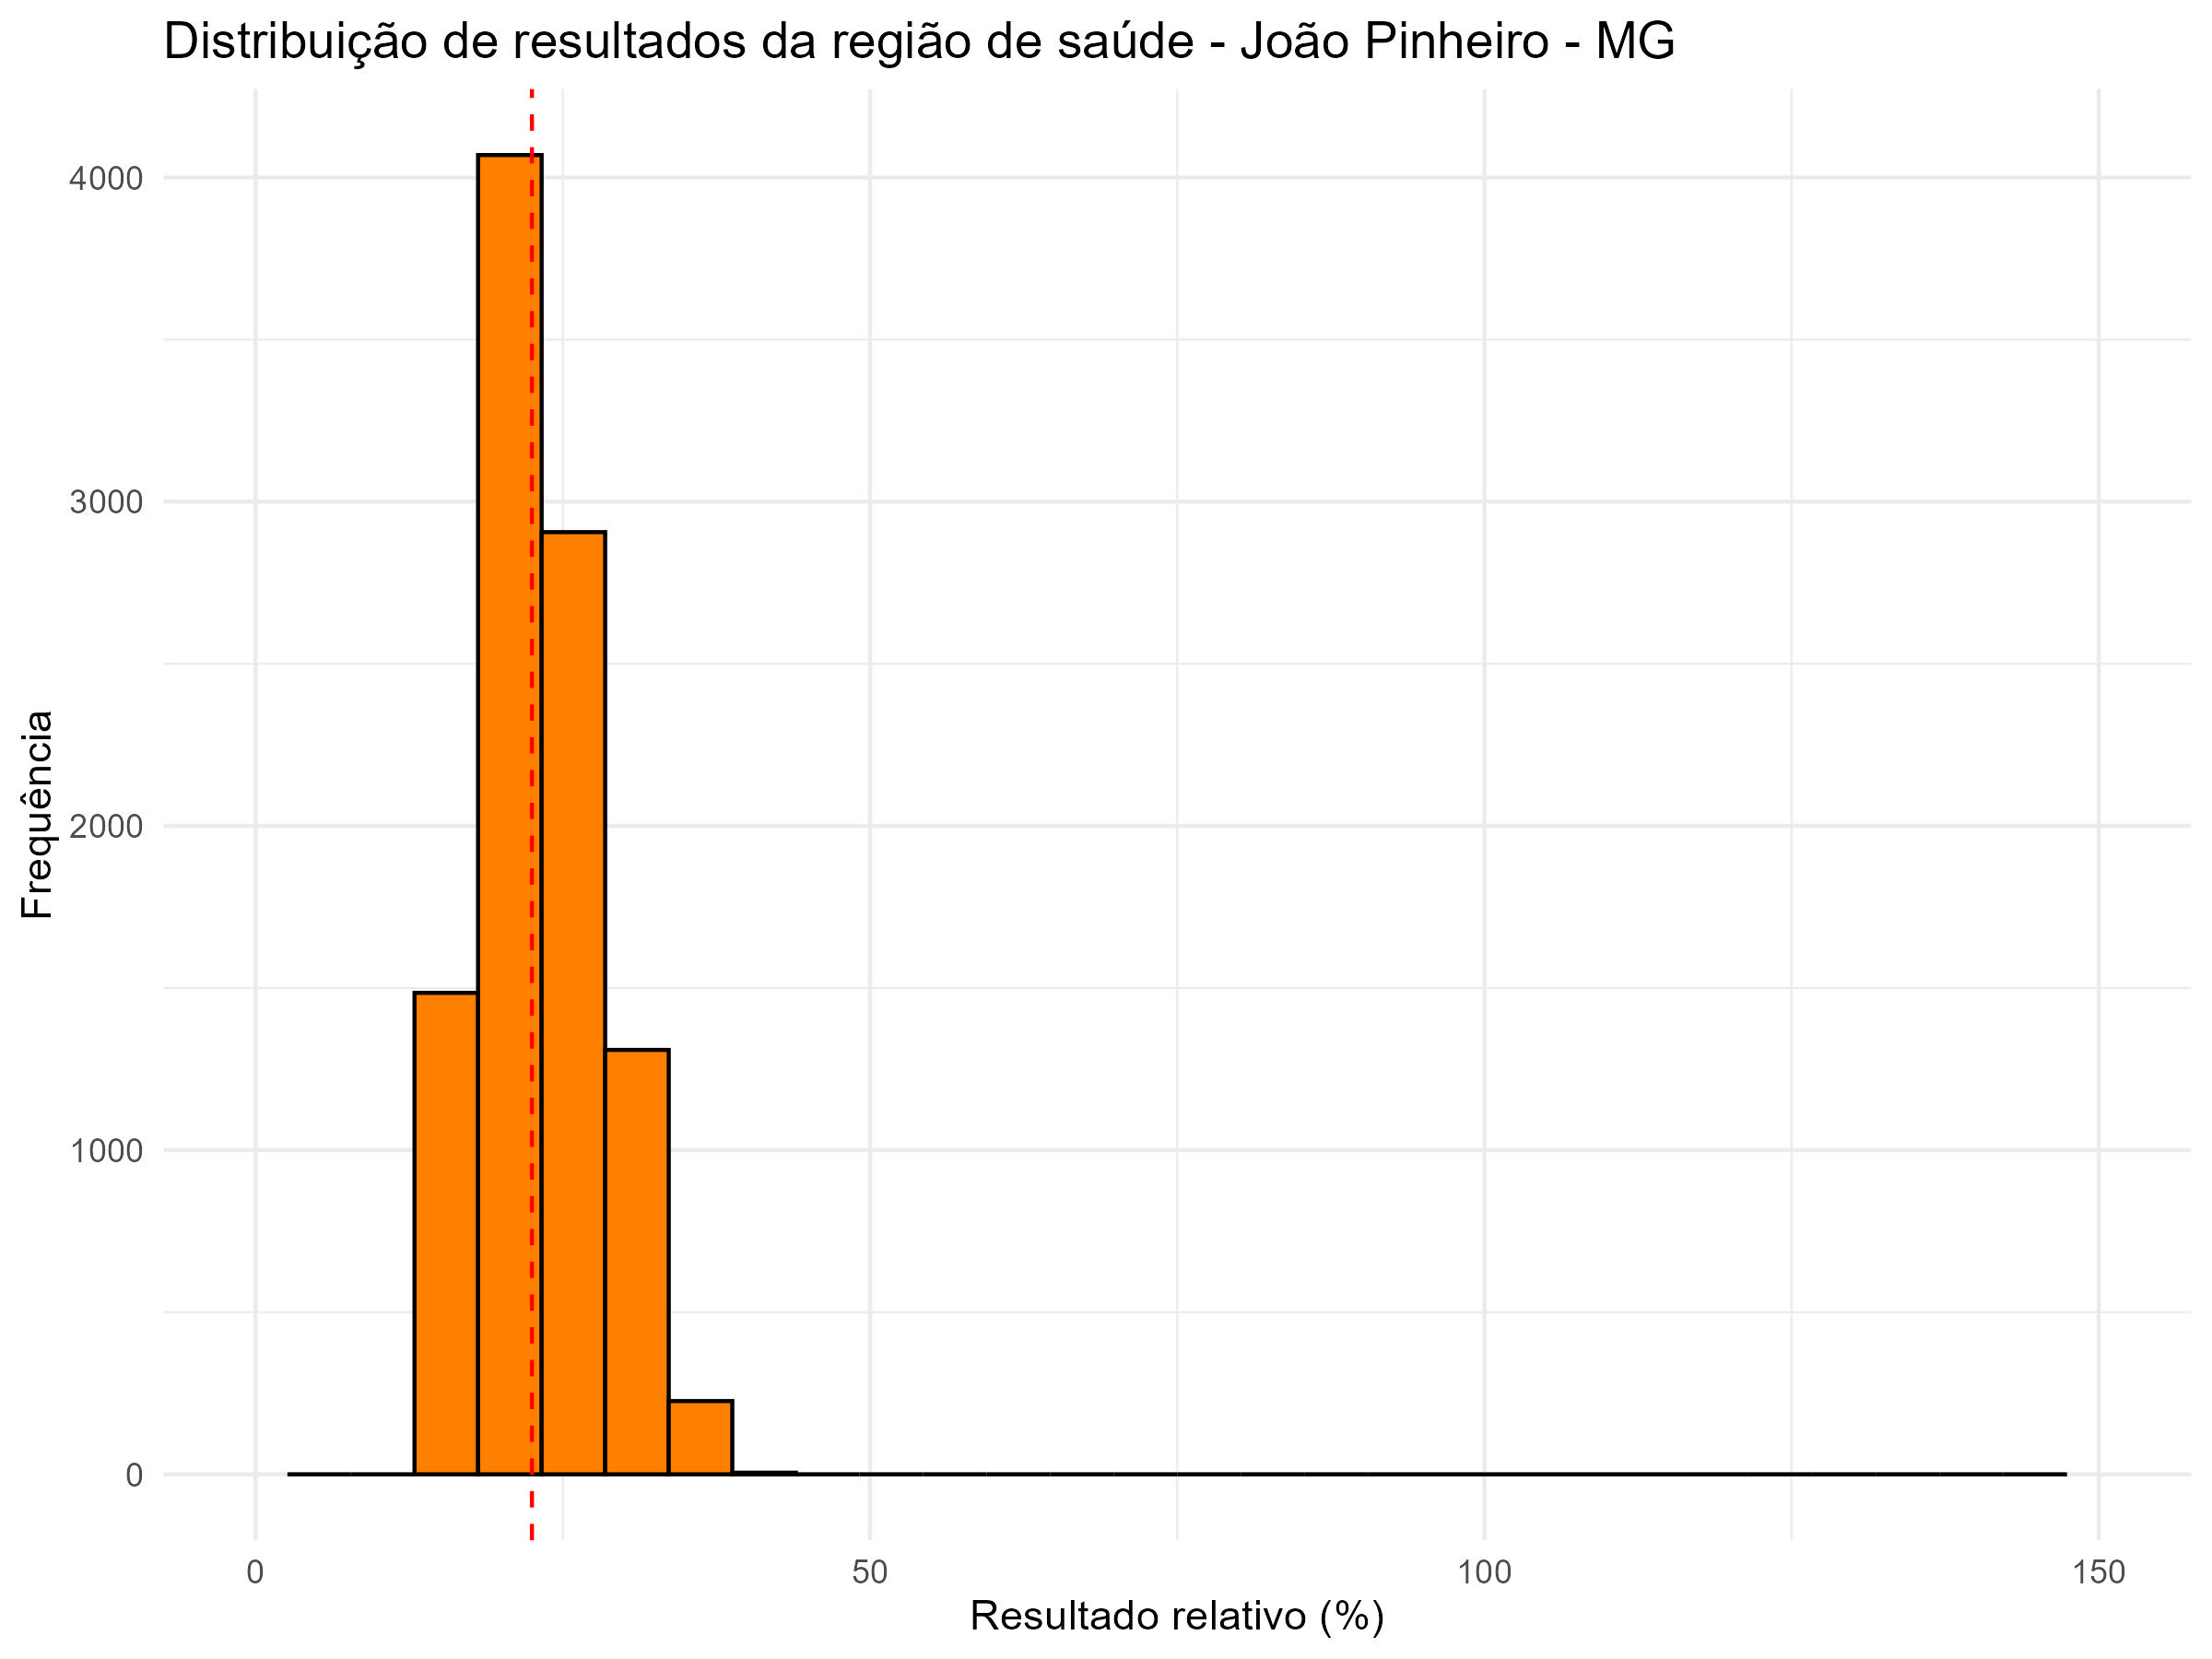 Distribuição de resultados da região de saúde - João Pinheiro - MG
Frequência
4000
3000
2000
1000
0
0 50 100 150
Resultado relativo (%)